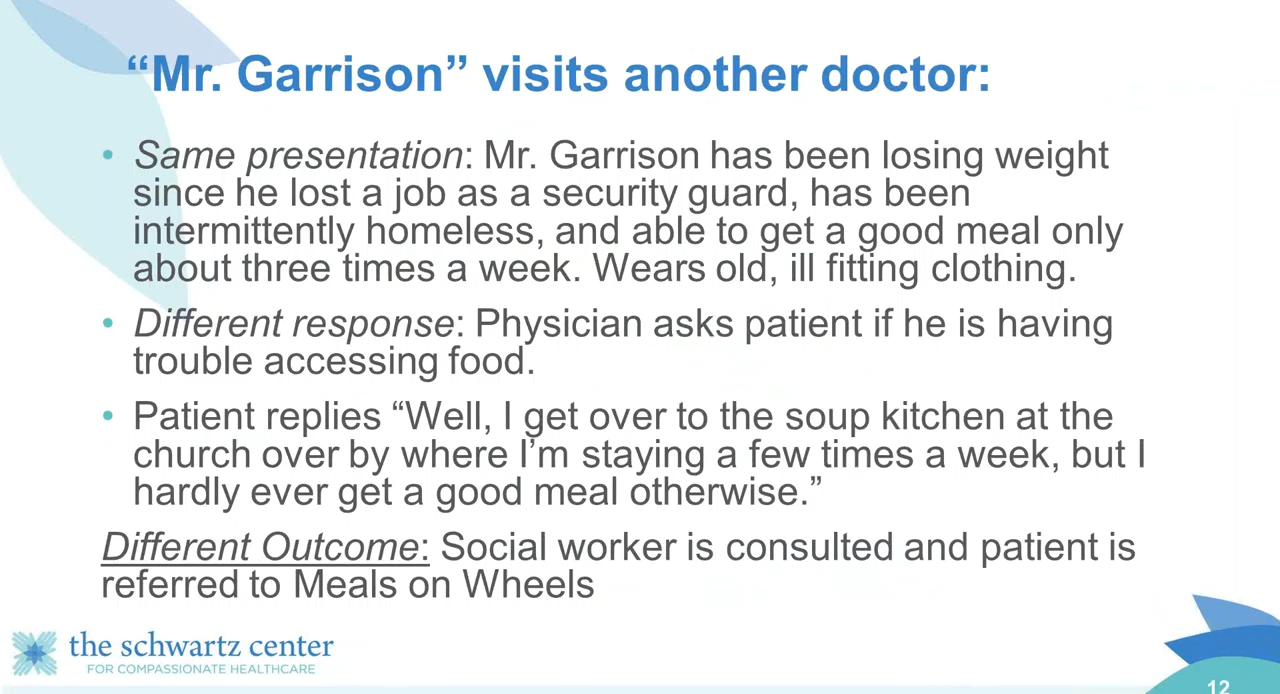 “Mr. Garrison” visits another doctor:
• Same presentation: Mr. Garrison has been losing weight
since he lost a job as a security guard, has been
intermittently homeless, and able to get a good meal only
about three times a week. Wears old, ill fitting clothing.
• Different response: Physician asks patient if he is having
trouble accessing food.
• Patient replies “Well, I get over to the soup kitchen at the
church over by where I’m staying a few times a week, but I
hardly ever get a good meal otherwise.”
Different Outcome: Social worker is consulted and patient is
referred to Meals on Wheels
the schwartz center
FOR COMPASSIONATE HEALTHCARE
12